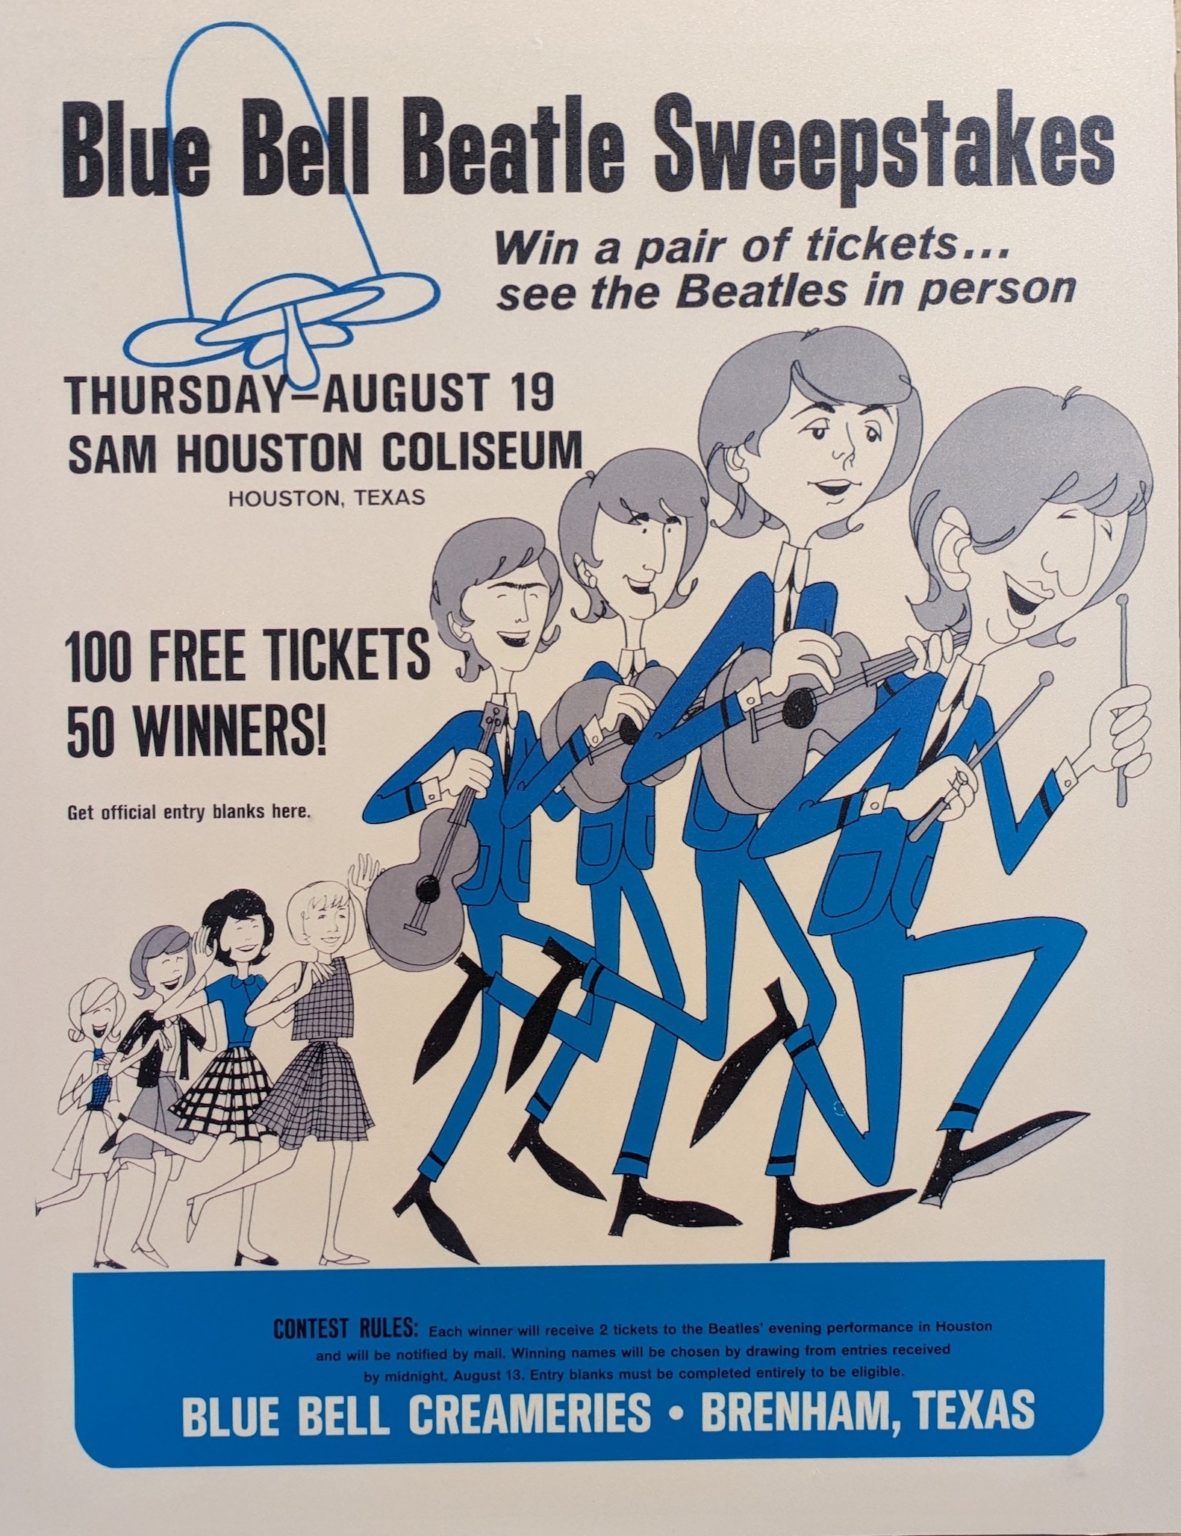 Blue Bell Beatle Sweepstakes
Win a pair of tickets...
see the Beatles in person
THURSDAY—AUGUST 19
SAM HOUSTON COLISEUM
HOUSTON, TEXAS
100 FREE TICKETS
50 WINNERS!
Get official entry blanks here.
CONTEST RULES: Each winner will receive 2 tickets to the Beatles' evening performance in Houston
and will be notified by mail. Winning names will be chosen by drawing from entries received
by midnight, August 13. Entry blanks must be completed entirely to be eligible.
BLUE BELL CREAMERIES • BRENHAM, TEXAS